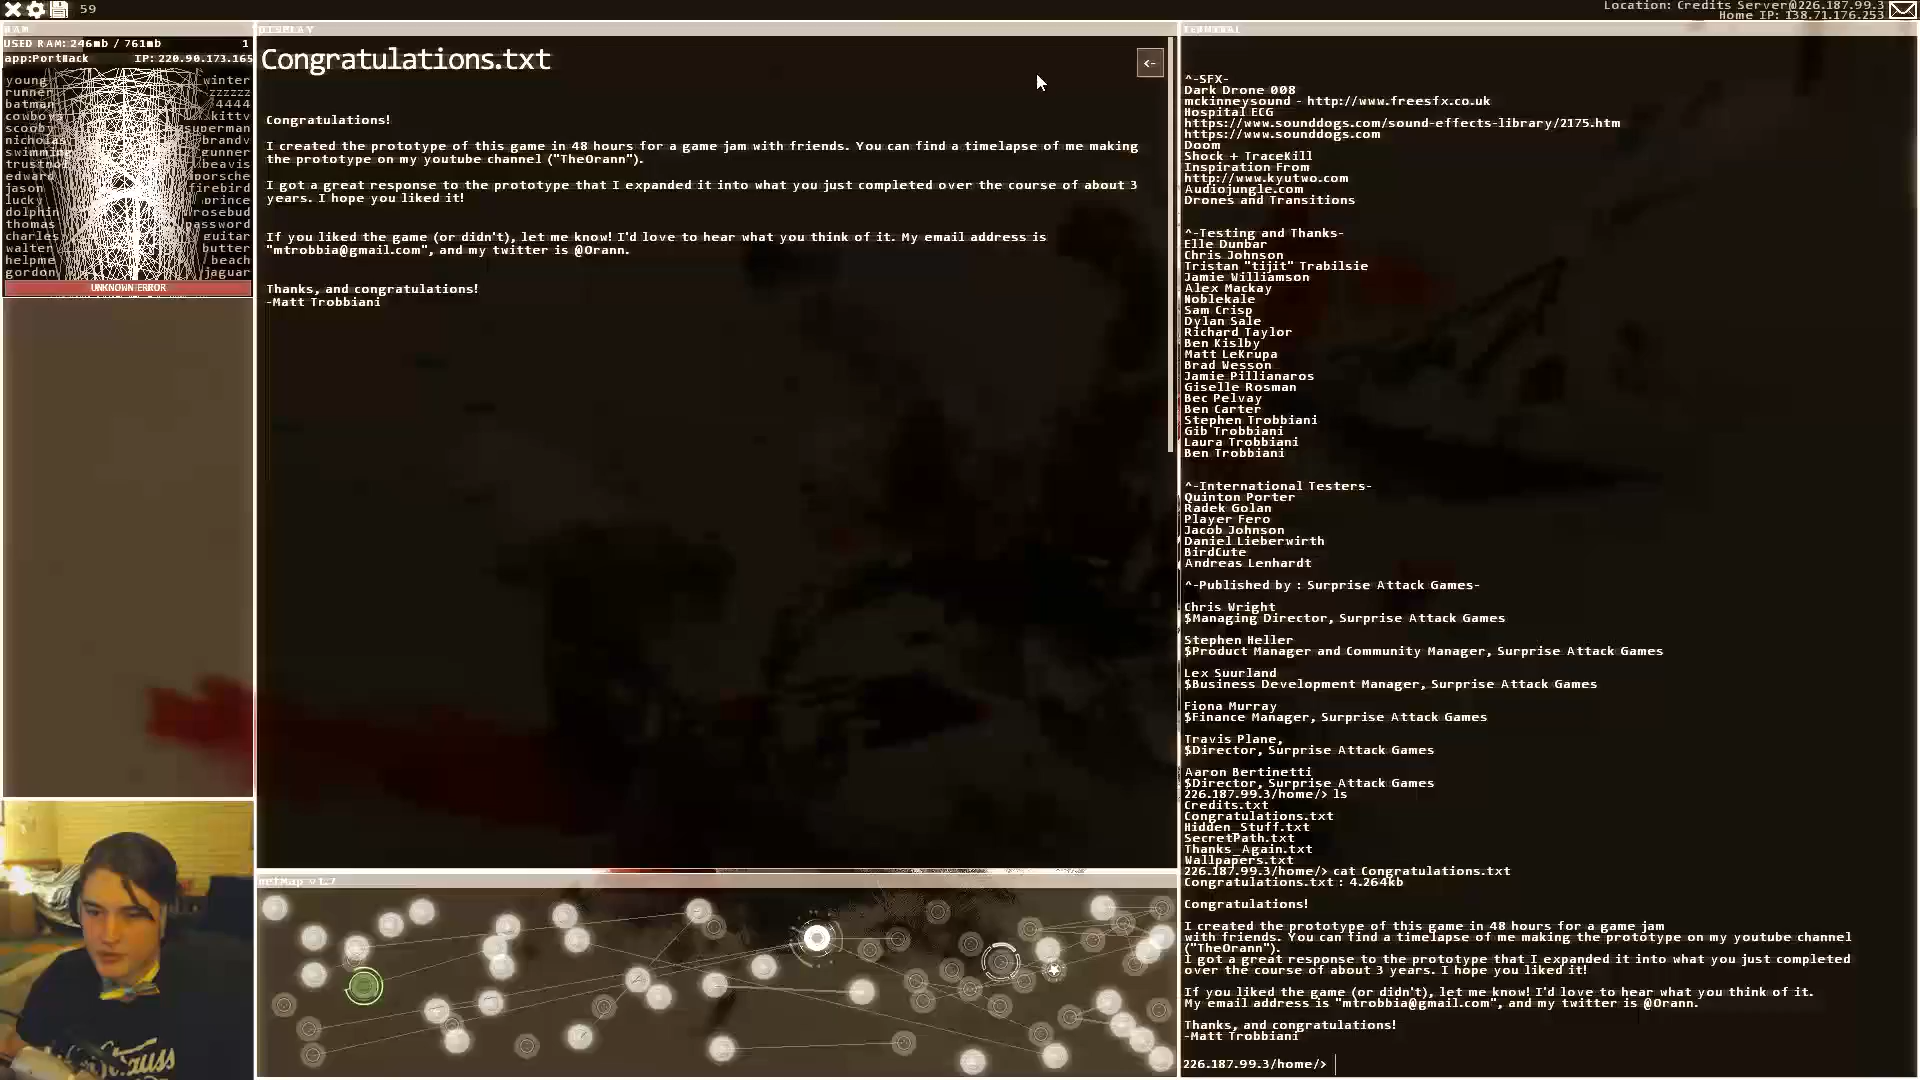 59
Location: Credits Server@226.187.99.3
Home IP: 138.71.176.253
RAM
USED RAM: 246mb / 761mb 1
app:PortHack IP: 220.90.173.165
young winter
runner zzzzzz
batman 4444
cowboys kitty
scooby superman
nicholas brandy
swimming gunner
trustno1 beavis
edward porsche
jason firebird
lucky prince
dolphin rosebud
thomas password
charles guitar
walter butter
helpme beach
gordon jaguar
UNKNOWN ERROR
DISPLAY
Congratulations.txt
<-
Congratulations!
I created the prototype of this game in 48 hours for a game jam with friends. You can find a timelapse of me making
the prototype on my youtube channel ("TheOrann").
I got a great response to the prototype that I expanded it into what you just completed over the course of about 3
years. I hope you liked it!
If you liked the game (or didn't), let me know! I'd love to hear what you think of it. My email address is
"mtrobbia@gmail.com", and my twitter is @Orann.
Thanks, and congratulations!
-Matt Trobbiani
netMap v1.7
TERMINAL
^-SFX-
Dark Drone 008
mckinneysound - http://www.freesfx.co.uk
Hospital ECG
https://www.sounddogs.com/sound-effects-library/2175.htm
https://www.sounddogs.com
Doom
Shock + TraceKill
Inspiration From
http://www.kyutwo.com
Audiojungle.com
Drones and Transitions
^-Testing and Thanks-
Elle Dunbar
Chris Johnson
Tristan "tijit" Trabilsie
Jamie Williamson
Alex Mackay
Noblekale
Sam Crisp
Dylan Sale
Richard Taylor
Ben Kislby
Matt LeKrupa
Brad Wesson
Jamie Pillianaros
Giselle Rosman
Bec Pelvay
Ben Carter
Stephen Trobbiani
Gib Trobbiani
Laura Trobbiani
Ben Trobbiani
^-International Testers-
Quinton Porter
Radek Golan
Player Fero
Jacob Johnson
Daniel Lieberwirth
BirdCute
Andreas Lenhardt
^-Published by : Surprise Attack Games-
Chris Wright
$Managing Director, Surprise Attack Games
Stephen Heller
$Product Manager and Community Manager, Surprise Attack Games
Lex Suurland
$Business Development Manager, Surprise Attack Games
Fiona Murray
$Finance Manager, Surprise Attack Games
Travis Plane,
$Director, Surprise Attack Games
Aaron Bertinetti
$Director, Surprise Attack Games
226.187.99.3/home/> ls
Credits.txt
Congratulations.txt
Hidden_Stuff.txt
SecretPath.txt
Thanks_Again.txt
Wallpapers.txt
226.187.99.3/home/> cat Congratulations.txt
Congratulations.txt : 4.264kb
Congratulations!
I created the prototype of this game in 48 hours for a game jam
with friends. You can find a timelapse of me making the prototype on my youtube channel
("TheOrann").
I got a great response to the prototype that I expanded it into what you just completed
over the course of about 3 years. I hope you liked it!
If you liked the game (or didn't), let me know! I'd love to hear what you think of it.
My email address is "mtrobbia@gmail.com", and my twitter is @Orann.
Thanks, and congratulations!
-Matt Trobbiani
226.187.99.3/home/>